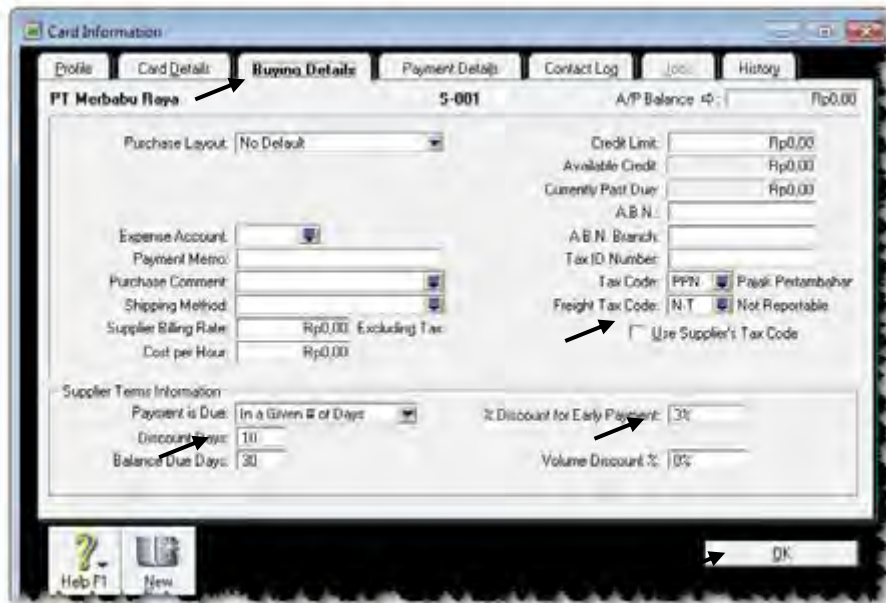 Card Information
Profile Card Details Buying Details Payment Details Contact Log Jobs History
PT Merbabu Raya S-001 A/P Balance ⇨: Rp0,00
Purchase Layout: No Default Credit Limit: Rp0,00
Available Credit: Rp0,00
Currently Past Due: Rp0,00
A.B.N.:
Expense Account: A.B.N. Branch:
Payment Memo: Tax ID Number:
Purchase Comment: Tax Code: PPN Pajak Pertambahar
Shipping Method: Freight Tax Code: N-T Not Reportable
Supplier Billing Rate: Rp0,00 Excluding Tax Use Supplier's Tax Code
Cost per Hour: Rp0,00
Supplier Terms Information
Payment is Due: In a Given # of Days % Discount for Early Payment: 3%
Discount Days: 10
Balance Due Days: 30 Volume Discount %: 0%
Help F1 New OK